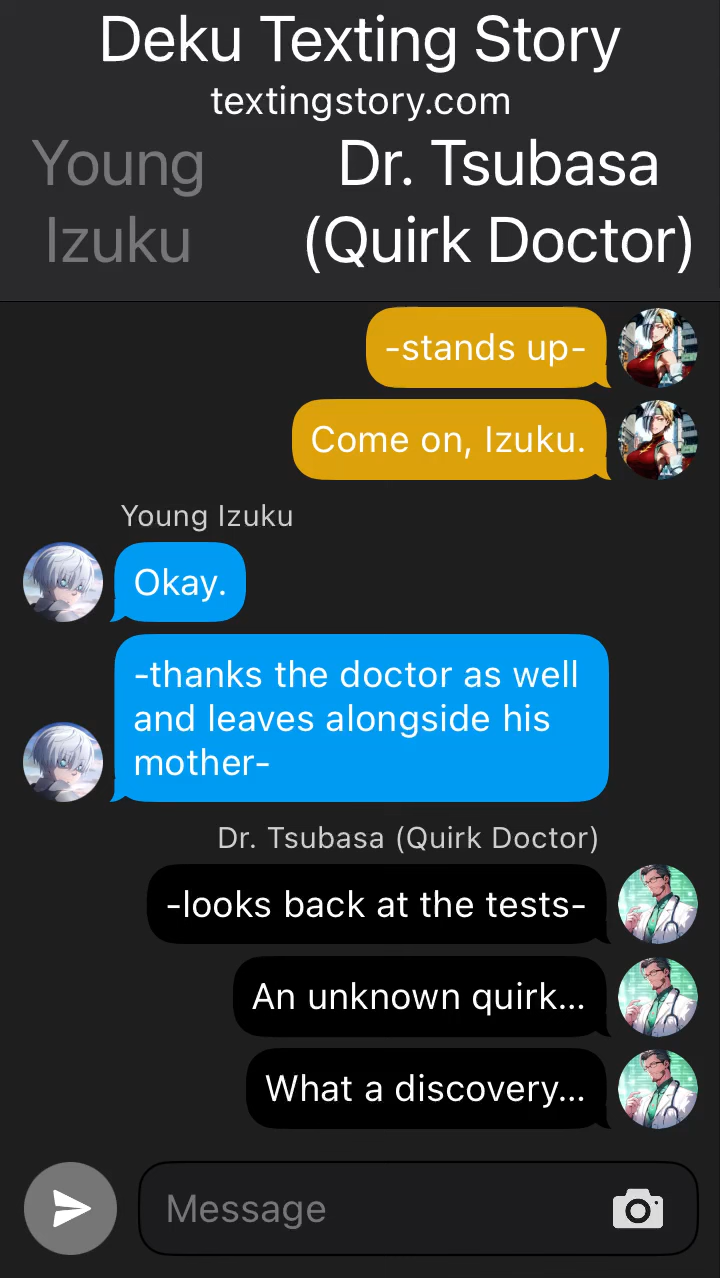 Deku Texting Story
textingstory.com
Young
Izuku
Dr. Tsubasa
(Quirk Doctor)
-stands up-
Come on, Izuku.
Young Izuku
Okay.
-thanks the doctor as well
and leaves alongside his
mother-
Dr. Tsubasa (Quirk Doctor)
-looks back at the tests-
An unknown quirk...
What a discovery...
Message